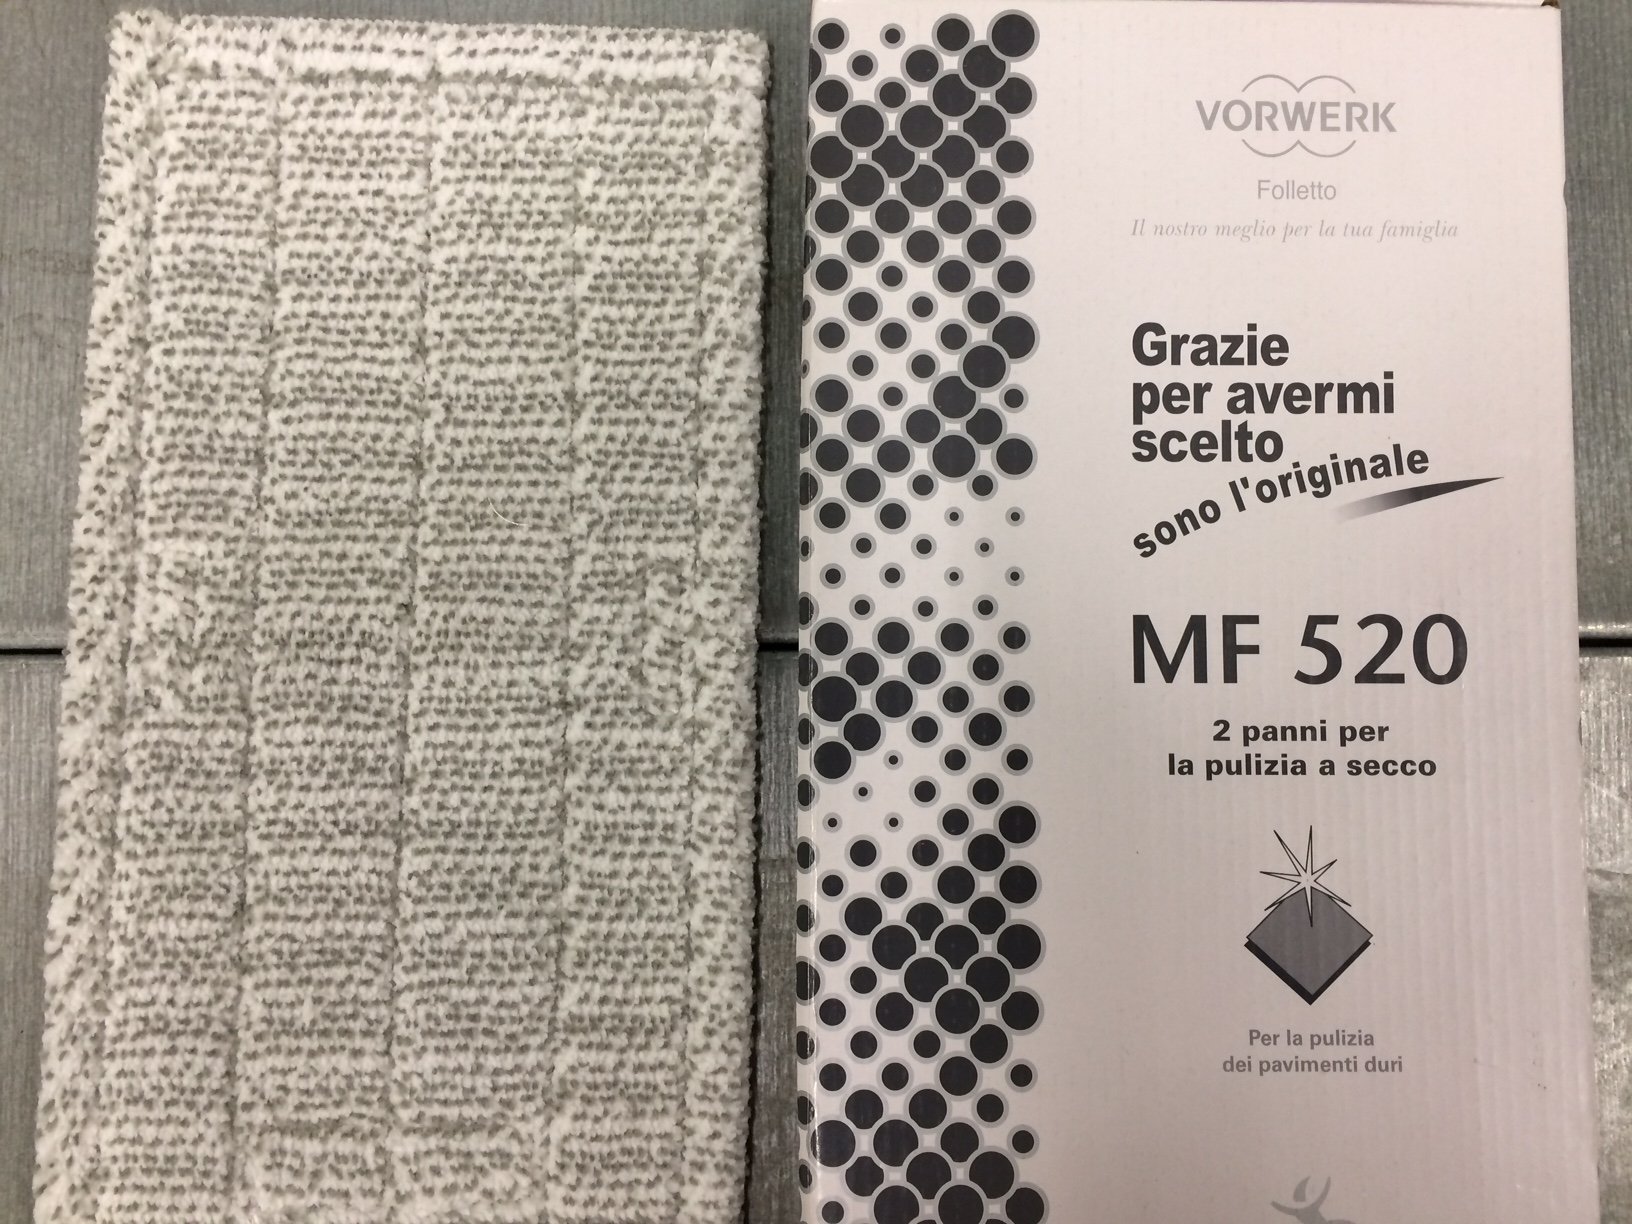 VORWERK
Folletto
Il nostro meglio per la tua famiglia
Grazie
per avermi
scelto
sono l'originale
MF 520
2 panni per
la pulizia a secco
Per la pulizia
dei pavimenti duri